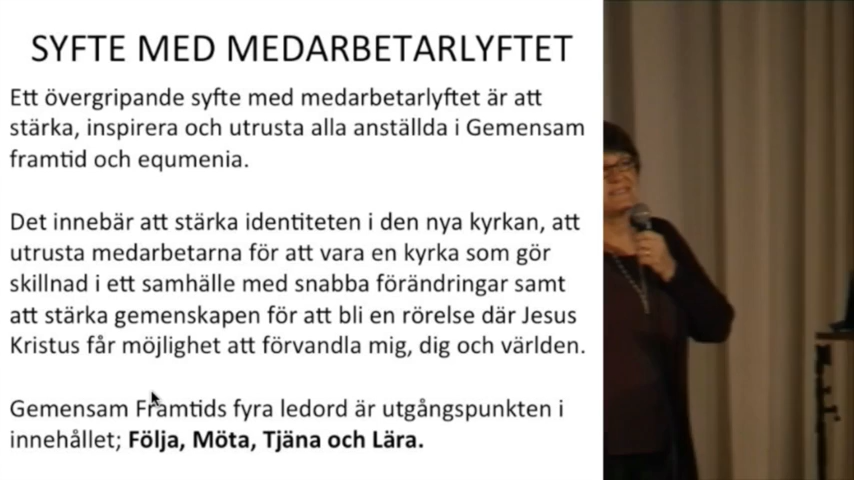 SYFTE MED MEDARBETARLYFTET
Ett övergripande syfte med medarbetarlyftet är att
stärka, inspirera och utrusta alla anställda i Gemensam
framtid och equmenia.
Det innebär att stärka identiteten i den nya kyrkan, att
utrusta medarbetarna för att vara en kyrka som gör
skillnad i ett samhälle med snabba förändringar samt
att stärka gemenskapen för att bli en rörelse där Jesus
Kristus får möjlighet att förvandla mig, dig och världen.
Gemensam Framtids fyra ledord är utgångspunkten i
innehållet; Följa, Möta, Tjäna och Lära.